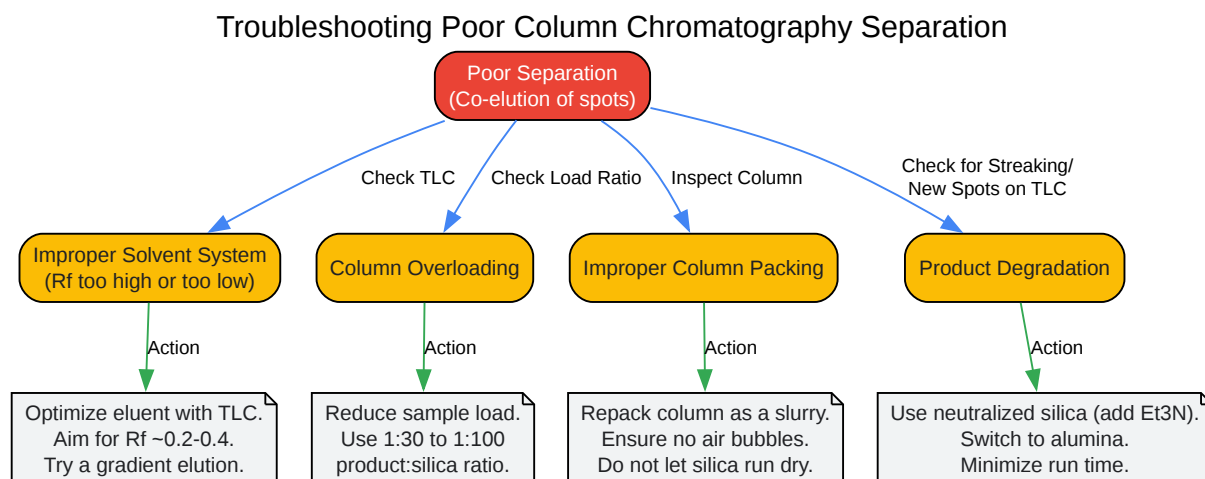 Troubleshooting Poor Column Chromatography Separation
Poor Separation
(Co-elution of spots)
Check TLC
Check Load Ratio
Inspect Column
Check for Streaking/
New Spots on TLC
Improper Solvent System
(Rf too high or too low)
Column Overloading
Improper Column Packing
Product Degradation
Action
Action
Action
Action
Optimize eluent with TLC.
Aim for Rf ~0.2-0.4.
Try a gradient elution.
Reduce sample load.
Use 1:30 to 1:100
product:silica ratio.
Repack column as a slurry.
Ensure no air bubbles.
Do not let silica run dry.
Use neutralized silica (add Et3N).
Switch to alumina.
Minimize run time.